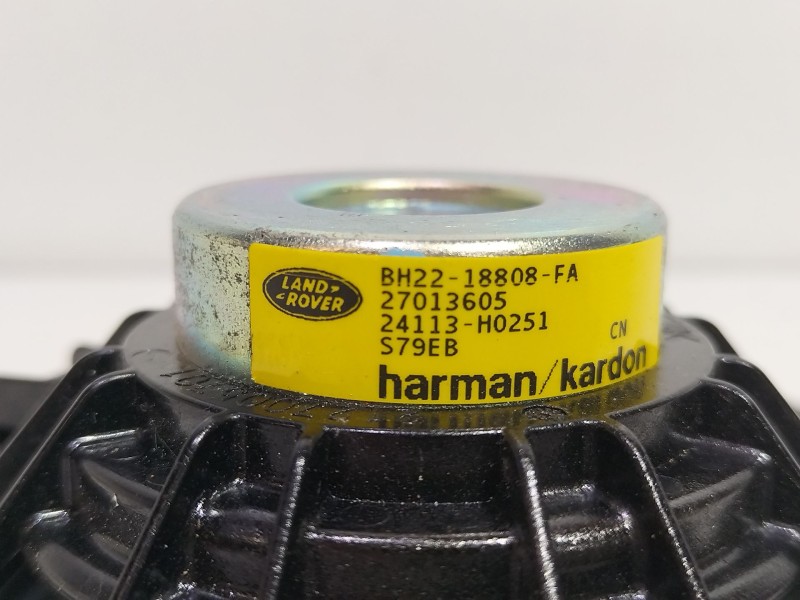 LAND
ROVER
BH22-18808-FA
27013605
24113-H0251
S79EB
CN
harman/kardon